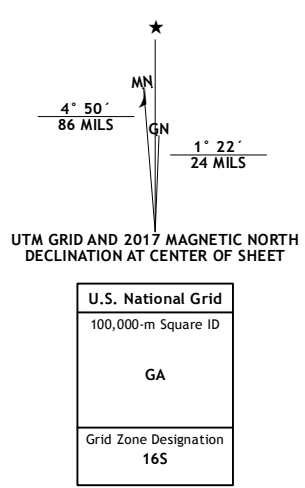 MN
4° 50´
86 MILS
GN
1° 22´
24 MILS
UTM GRID AND 2017 MAGNETIC NORTH
DECLINATION AT CENTER OF SHEET
U.S. National Grid
100,000-m Square ID
GA
Grid Zone Designation
16S